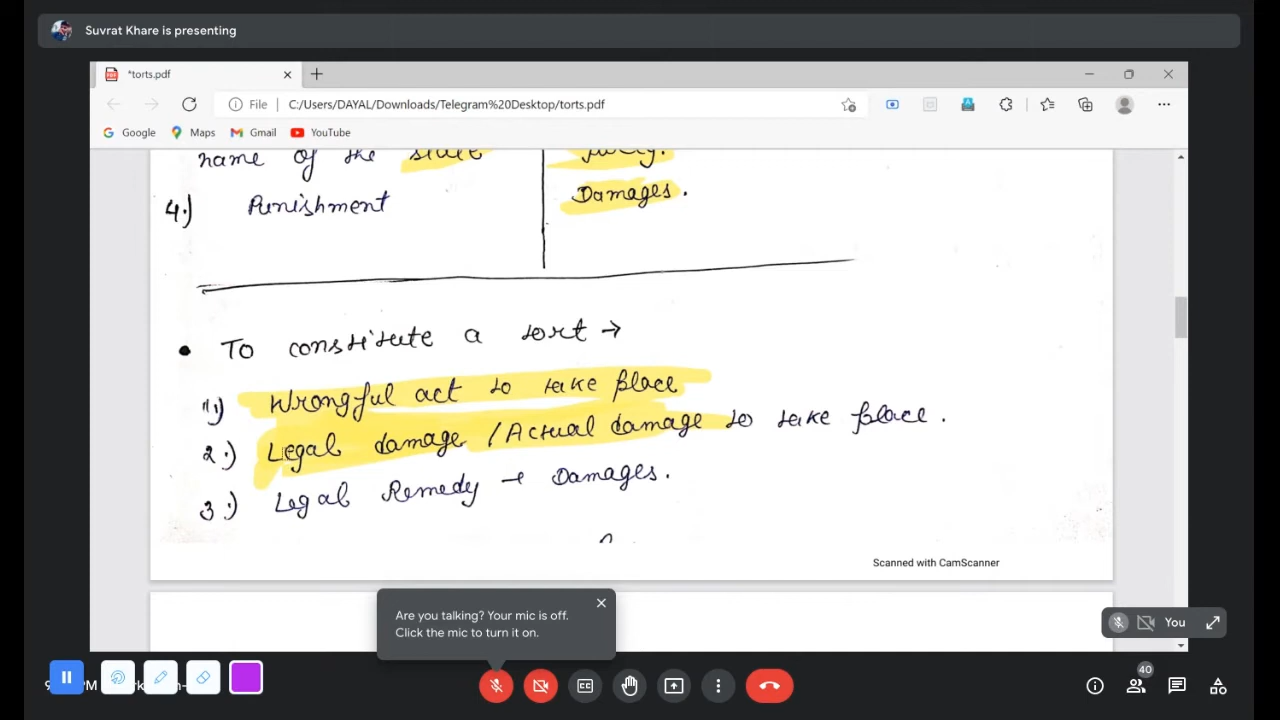 Suvrat Khare is presenting
*torts.pdf
File C:/Users/DAYAL/Downloads/Telegram%20Desktop/torts.pdf
Google Maps Gmail YouTube
name of the state
party.
4.) Punishment
Damages.
• To constitute a tort →
1.) Wrongful act to take place
2.) Legal damage / Actual damage to take place.
3.) Legal Remedy → Damages.
Scanned with CamScanner
Are you talking? Your mic is off.
Click the mic to turn it on.
You
40
PM